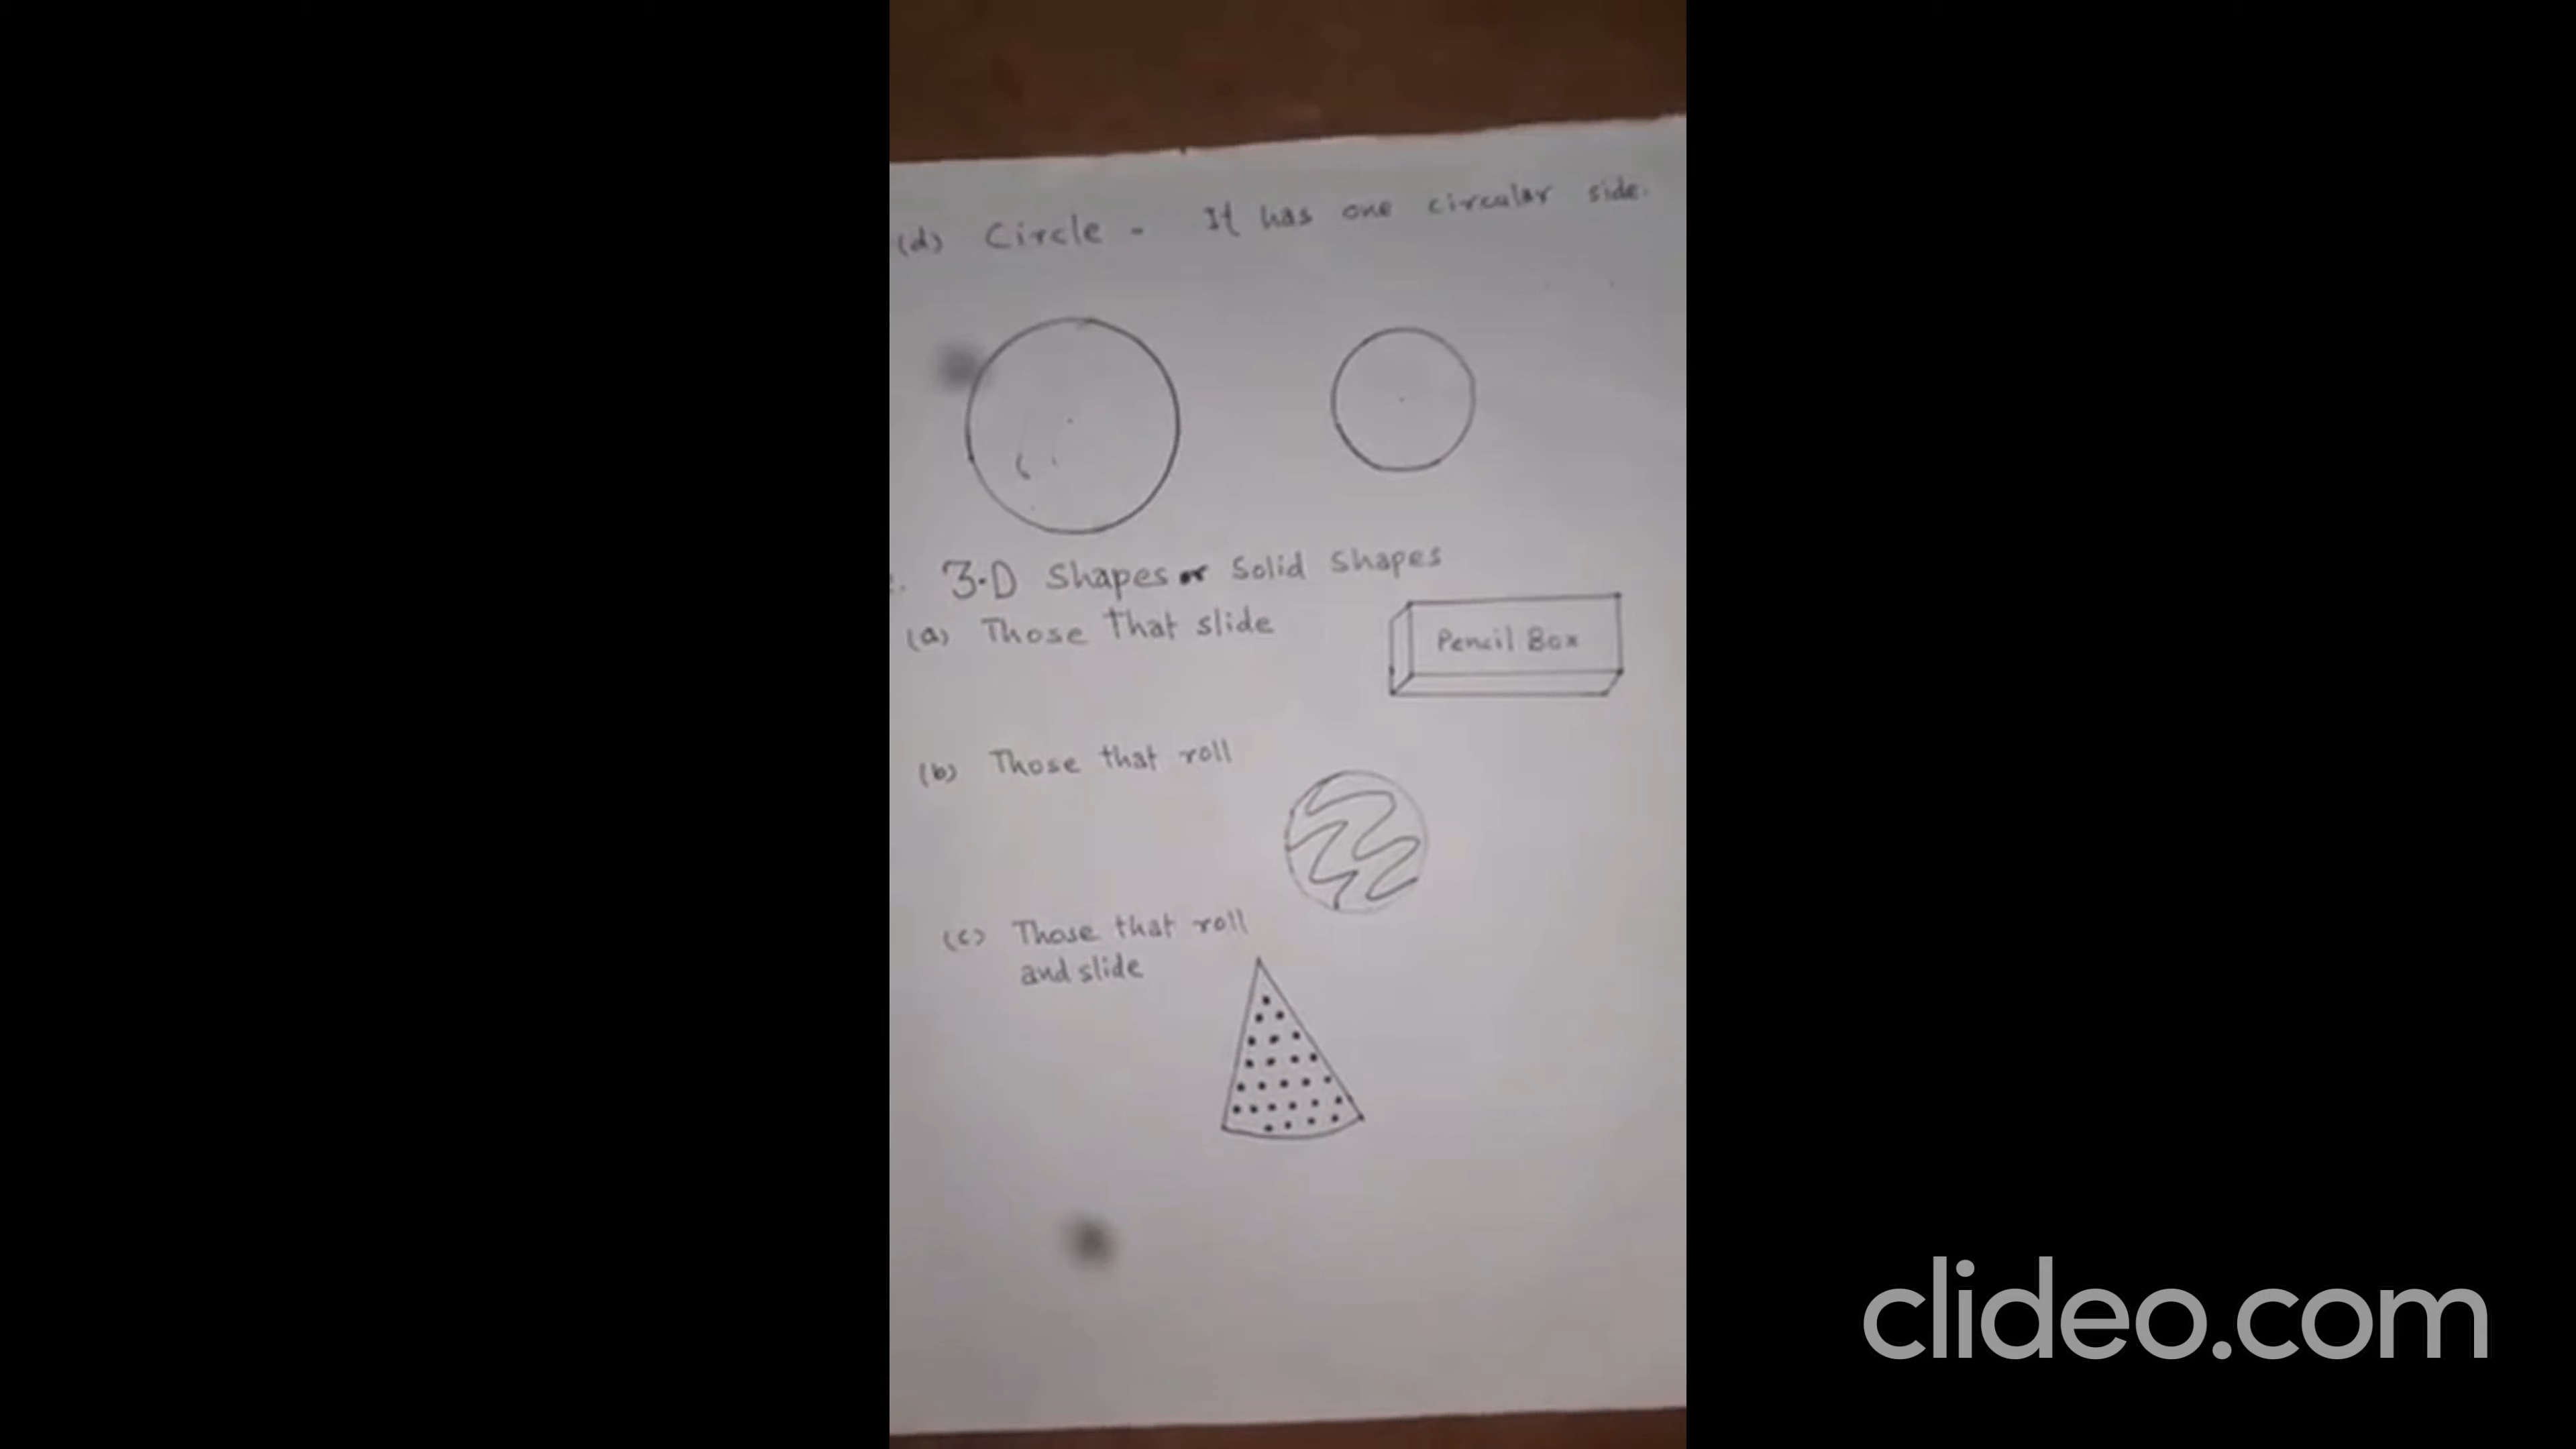 (d) Circle - It has one circular side.
3-D Shapes or Solid Shapes
(a) Those That slide
Pencil Box
(b) Those that roll
(c) Those that roll
and slide
clideo.com